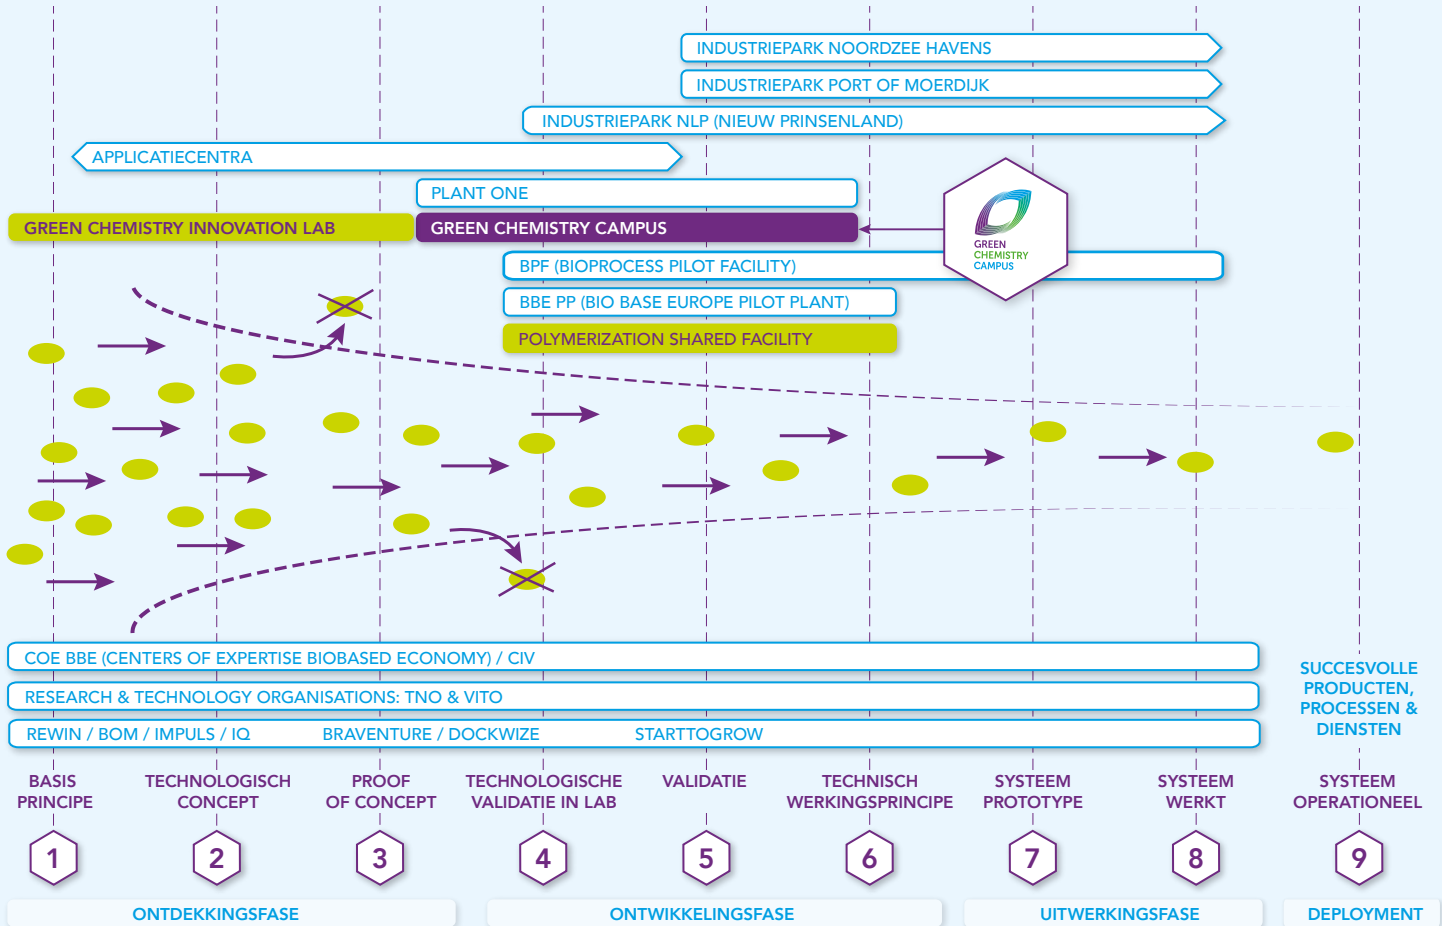 INDUSTRIEPARK NOORDZEE HAVENS
INDUSTRIEPARK PORT OF MOERDIJK
INDUSTRIEPARK NLP (NIEUW PRINSENLAND)
APPLICATIECENTRA
PLANT ONE
GREEN CHEMISTRY INNOVATION LAB
GREEN CHEMISTRY CAMPUS
GREEN
CHEMISTRY
CAMPUS
BPF (BIOPROCESS PILOT FACILITY)
BBE PP (BIO BASE EUROPE PILOT PLANT)
POLYMERIZATION SHARED FACILITY
COE BBE (CENTERS OF EXPERTISE BIOBASED ECONOMY) / CIV
RESEARCH & TECHNOLOGY ORGANISATIONS: TNO & VITO
REWIN / BOM / IMPULS / IQ
BRAVENTURE / DOCKWIZE
STARTTOGROW
SUCCESVOLLE
PRODUCTEN,
PROCESSEN &
DIENSTEN
BASIS
PRINCIPE
TECHNOLOGISCH
CONCEPT
PROOF
OF CONCEPT
TECHNOLOGISCHE
VALIDATIE IN LAB
VALIDATIE
TECHNISCH
WERKINGSPRINCIPE
SYSTEEM
PROTOTYPE
SYSTEEM
WERKT
SYSTEEM
OPERATIONEEL
1
2
3
4
5
6
7
8
9
ONTDEKKINGSFASE
ONTWIKKELINGSFASE
UITWERKINGSFASE
DEPLOYMENT